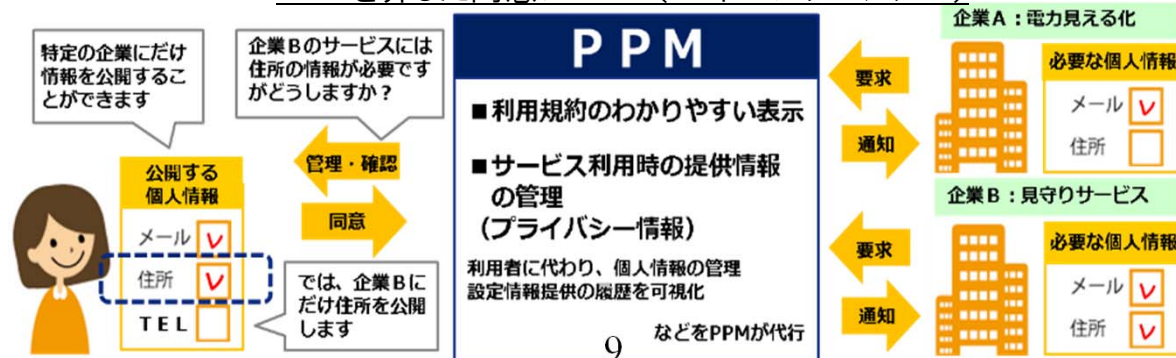 特定の企業にだけ
情報を公開するこ
とができます
企業Bのサービスには
住所の情報が必要です
がどうしますか？
公開する
個人情報
メール
住所
TEL
管理・確認
同意
では、企業Bに
だけ住所を公開
します
PPM
■利用規約のわかりやすい表示
■サービス利用時の提供情報
の管理
（プライバシー情報）
利用者に代わり、個人情報の管理
設定情報提供の履歴を可視化
などをPPMが代行
9
要求
通知
企業A：電力見える化
必要な個人情報
メール
住所
要求
通知
企業B：見守りサービス
必要な個人情報
メール
住所